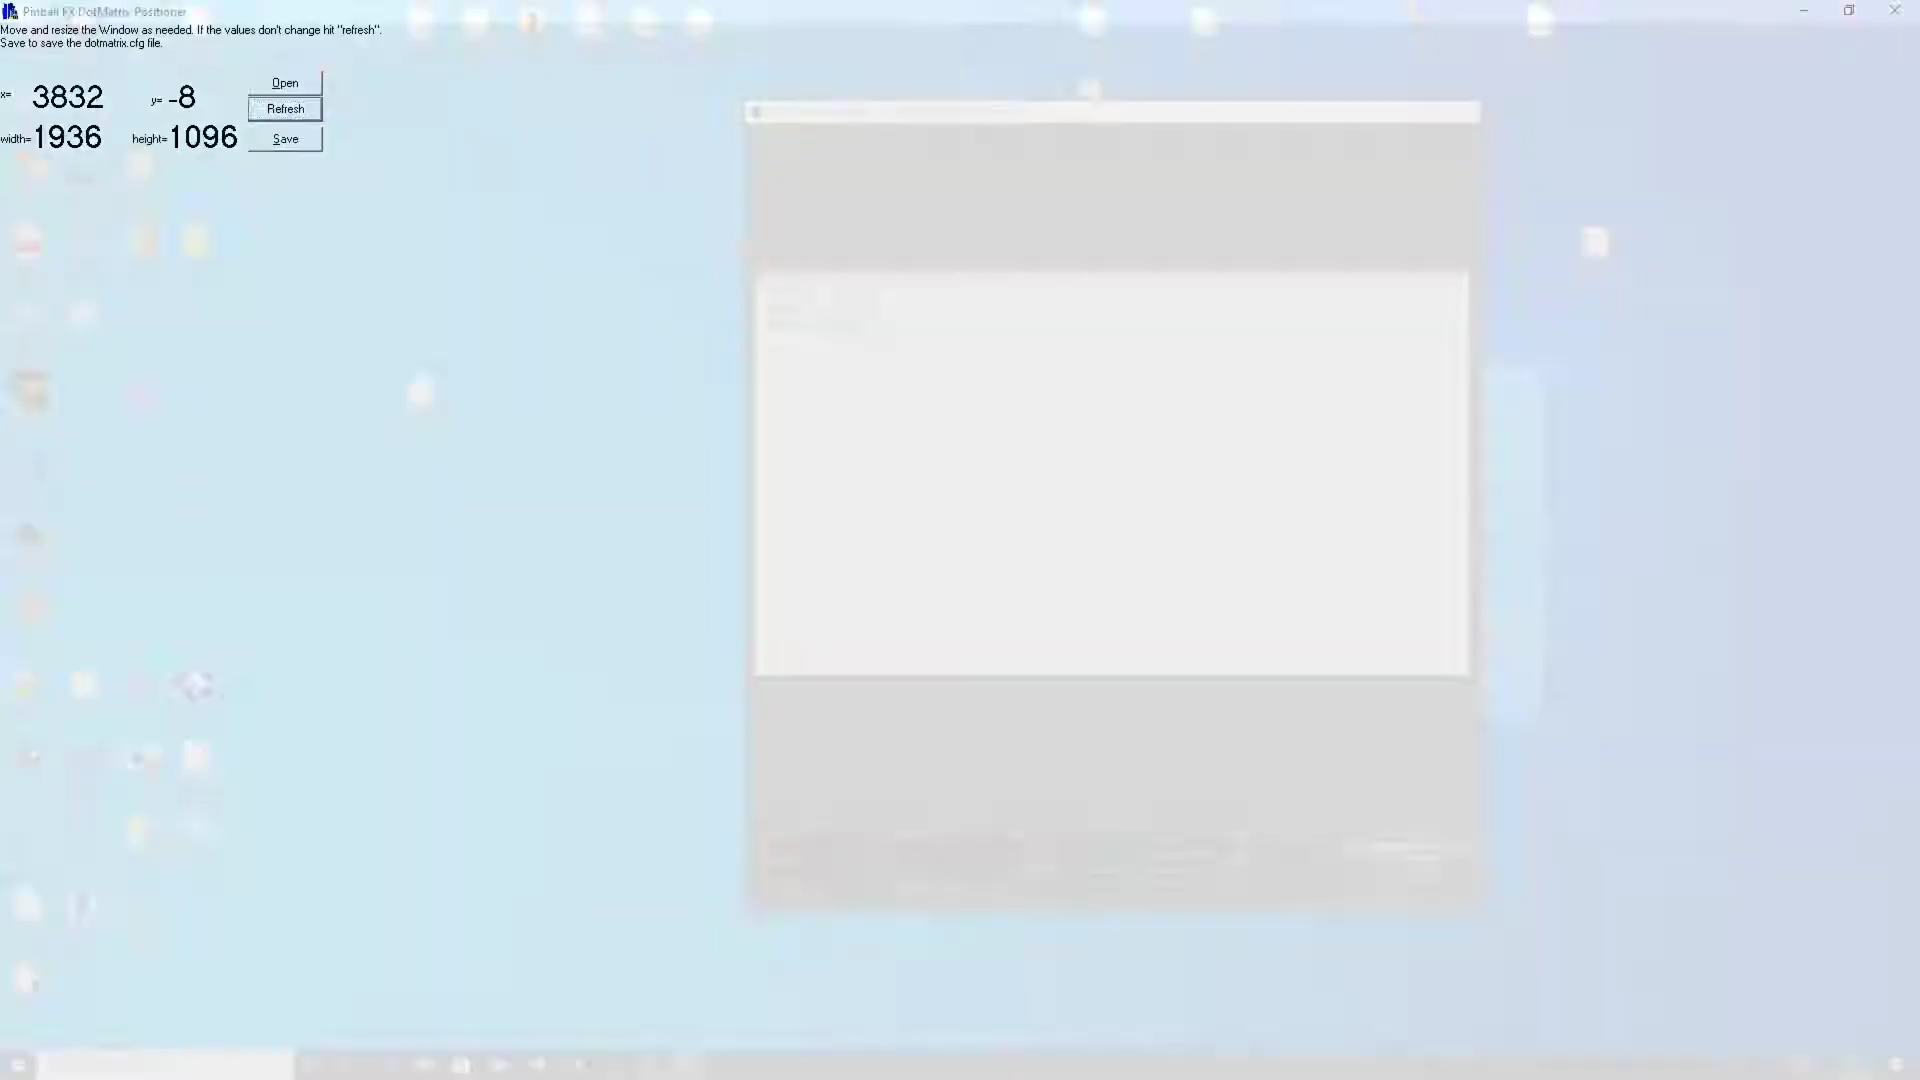 Pinball FX DotMatrix Positioner
Move and resize the Window as needed. If the values don't change hit "refresh".
Save to save the dotmatrix.cfg file.
Open
x= 3832 y= -8
Refresh
width= 1936 height= 1096
Save